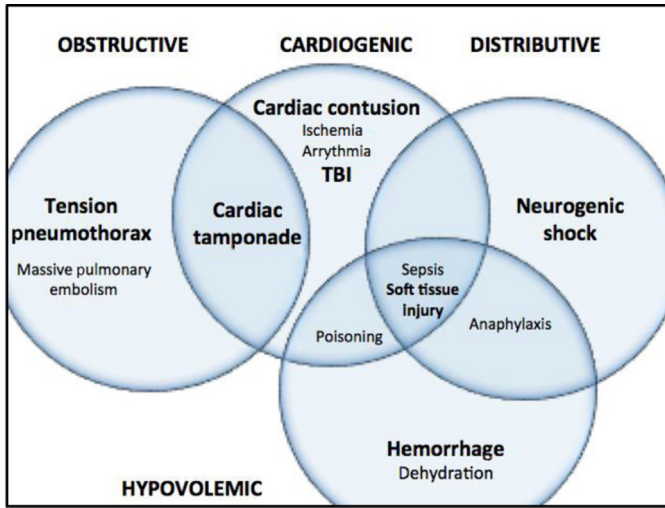 OBSTRUCTIVE
CARDIOGENIC
DISTRIBUTIVE
Cardiac contusion
Ischemia
Arrythmia
TBI
Tension
pneumothorax
Massive pulmonary
embolism
Cardiac
tamponade
Neurogenic
shock
Sepsis
Soft tissue
injury
Poisoning
Anaphylaxis
Hemorrhage
Dehydration
HYPOVOLEMIC